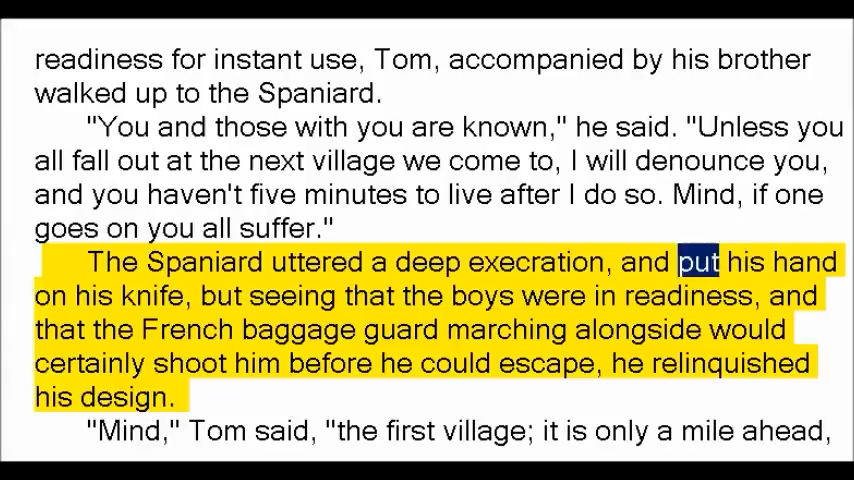 readiness for instant use, Tom, accompanied by his brother
walked up to the Spaniard.
"You and those with you are known," he said. "Unless you
all fall out at the next village we come to, I will denounce you,
and you haven't five minutes to live after I do so. Mind, if one
goes on you all suffer."
The Spaniard uttered a deep execration, and put his hand
on his knife, but seeing that the boys were in readiness, and
that the French baggage guard marching alongside would
certainly shoot him before he could escape, he relinquished
his design.
"Mind," Tom said, "the first village; it is only a mile ahead,